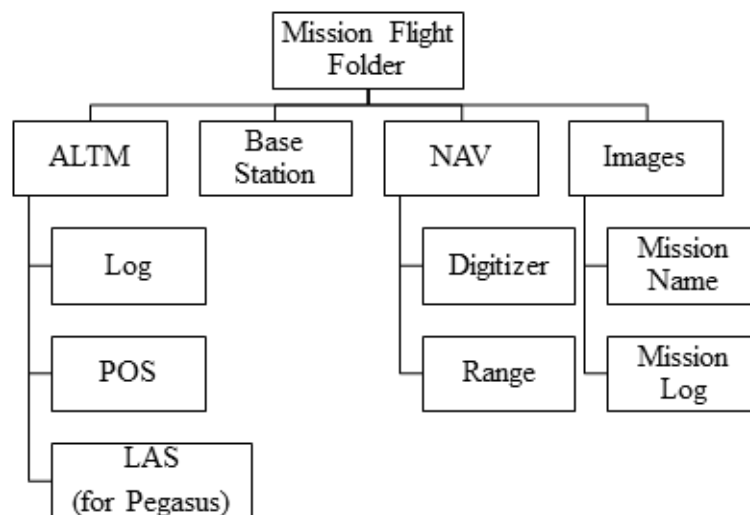 Mission Flight
Folder
ALTM
Base
Station
NAV
Images
Log
Digitizer
Mission
Name
POS
Range
Mission
Log
LAS
(for Pegasus)